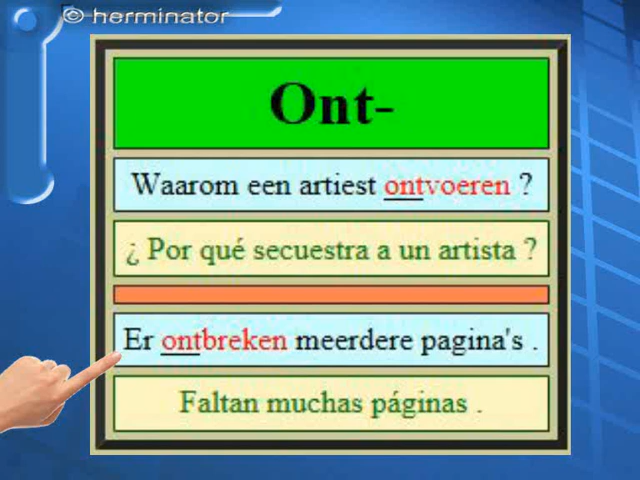 © herminator
Ont-
Waarom een artiest ontvoeren ?
¿ Por qué secuestra a un artista ?
Er ontbreken meerdere pagina's .
Faltan muchas páginas .